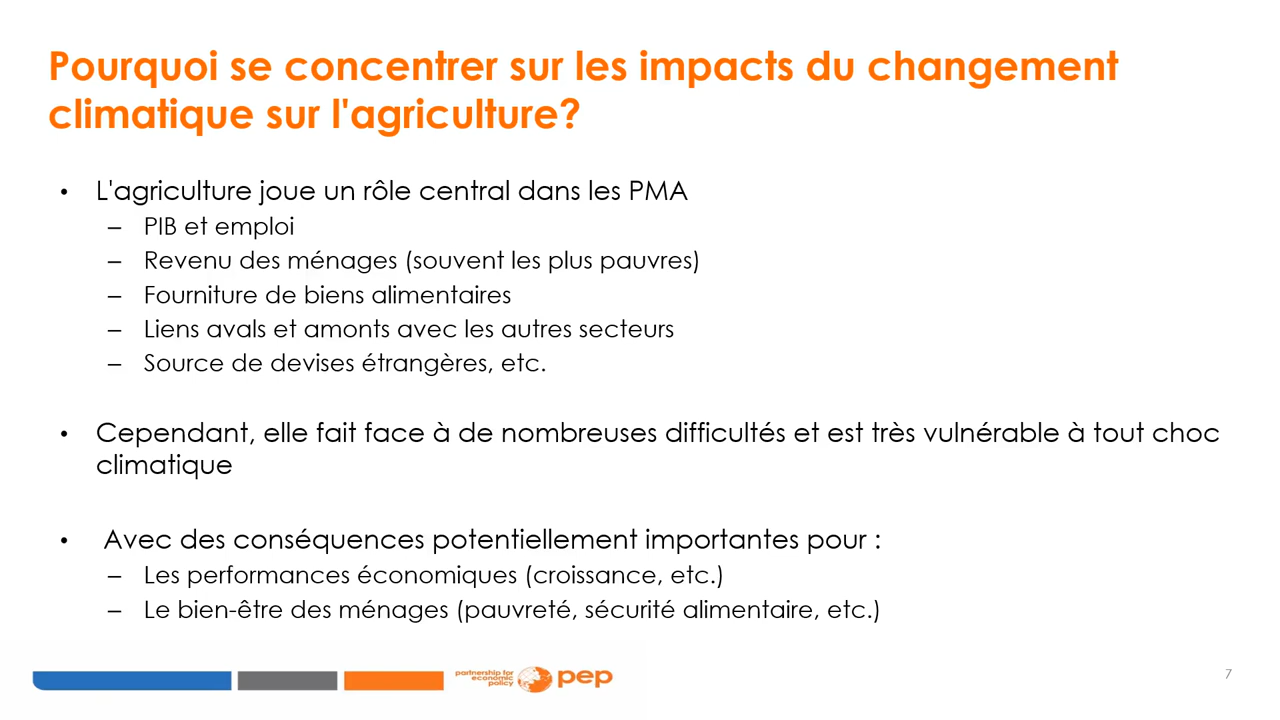 Pourquoi se concentrer sur les impacts du changement
climatique sur l'agriculture?
• L'agriculture joue un rôle central dans les PMA
– PIB et emploi
– Revenu des ménages (souvent les plus pauvres)
– Fourniture de biens alimentaires
– Liens avals et amonts avec les autres secteurs
– Source de devises étrangères, etc.
• Cependant, elle fait face à de nombreuses difficultés et est très vulnérable à tout choc
climatique
• Avec des conséquences potentiellement importantes pour :
– Les performances économiques (croissance, etc.)
– Le bien-être des ménages (pauvreté, sécurité alimentaire, etc.)
partnership for
economic
policy
pep
7